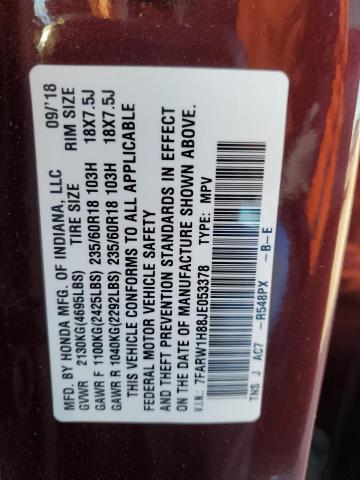 MFD. BY HONDA MFG. OF INDIANA, LLC 09/'18
GVWR 2130KG(4695LBS) TIRE SIZE RIM SIZE
GAWR F 1100KG(2425LBS) 235/60R18 103H 18X7.5J
GAWR R 1040KG(2292LBS) 235/60R18 103H 18X7.5J
THIS VEHICLE CONFORMS TO ALL APPLICABLE
FEDERAL MOTOR VEHICLE SAFETY
AND THEFT PREVENTION STANDARDS IN EFFECT
ON THE DATE OF MANUFACTURE SHOWN ABOVE.
V.I.N.: 7FARW1H88JE053378 TYPE: MPV
TNS J AC7 - R548PX - B-E